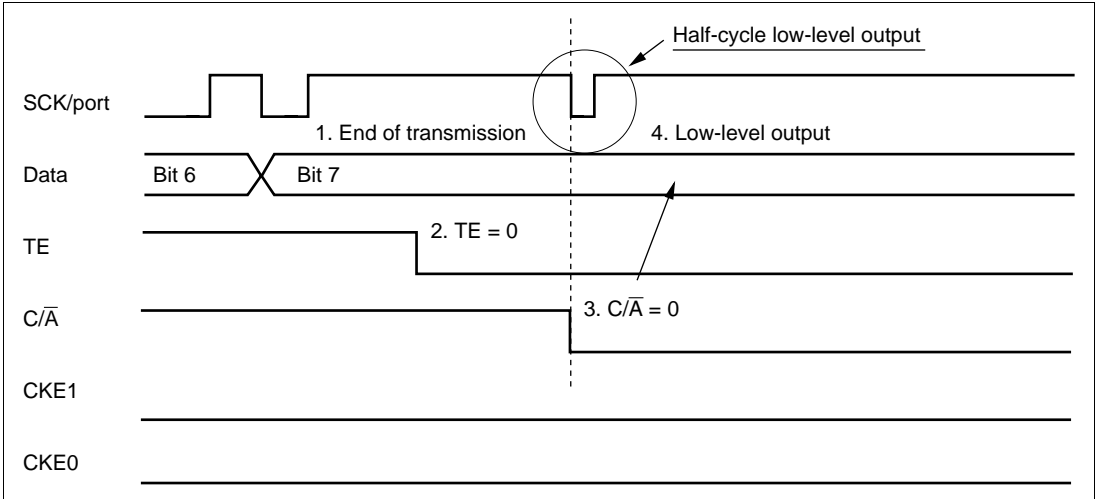 Half-cycle low-level output
SCK/port
1. End of transmission
4. Low-level output
Data
Bit 6
Bit 7
TE
2. TE = 0
C/A̅
3. C/A̅ = 0
CKE1
CKE0